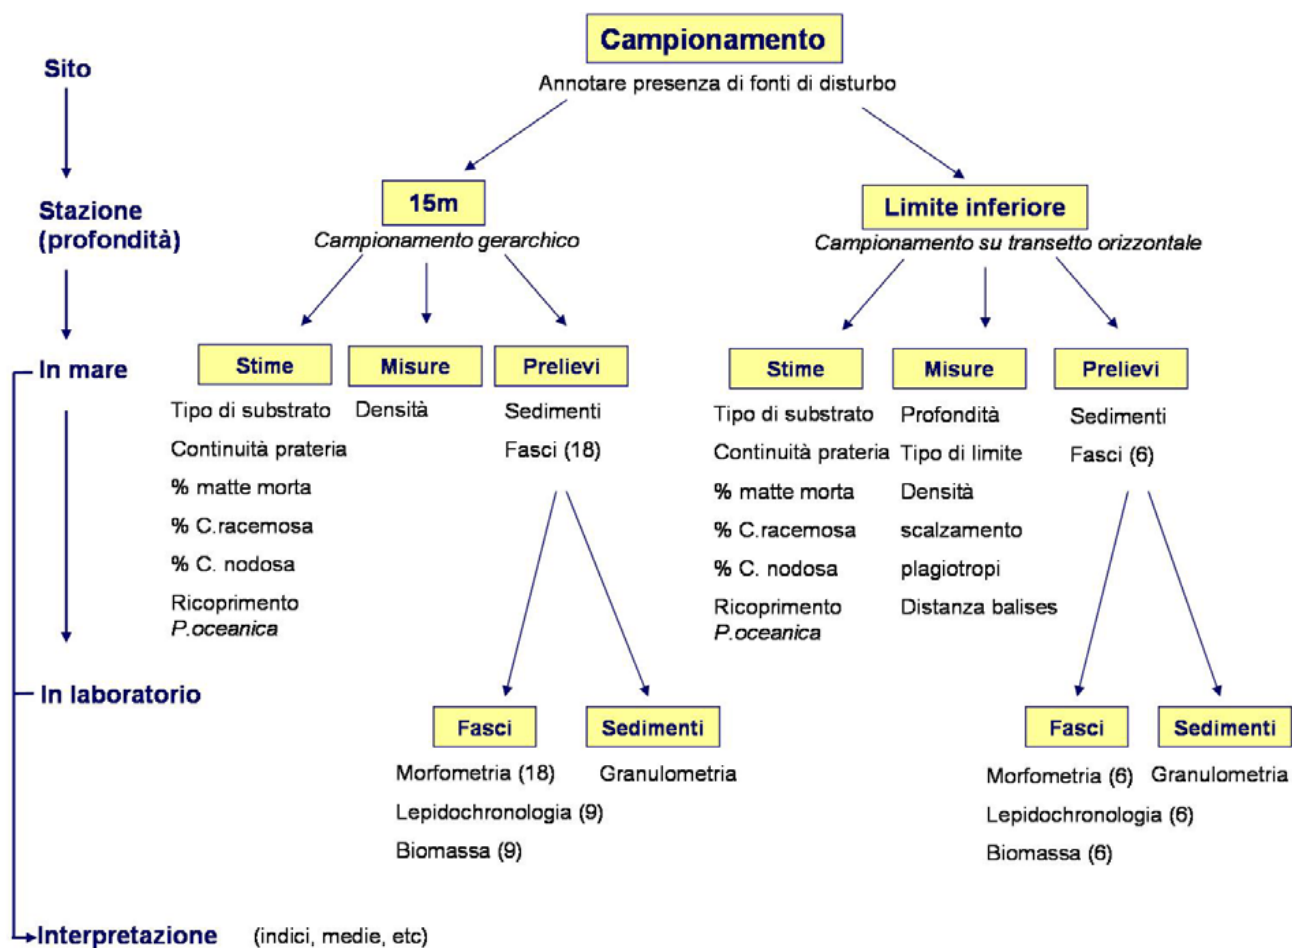 Campionamento
Annotare presenza di fonti di disturbo
Sito
Stazione
(profondità)
15m
Campionamento gerarchico
Limite inferiore
Campionamento su transetto orizzontale
In mare
Stime
Tipo di substrato
Continuità prateria
% matte morta
% C.racemosa
% C. nodosa
Ricoprimento
P.oceanica
Misure
Densità
Prelievi
Sedimenti
Fasci (18)
Stime
Tipo di substrato
Continuità prateria
% matte morta
% C.racemosa
% C. nodosa
Ricoprimento
P.oceanica
Misure
Profondità
Tipo di limite
Densità
scalzamento
plagiotropi
Distanza balises
Prelievi
Sedimenti
Fasci (6)
In laboratorio
Fasci
Morfometria (18)
Lepidochronologia (9)
Biomassa (9)
Sedimenti
Granulometria
Fasci
Morfometria (6)
Lepidochronologia (6)
Biomassa (6)
Sedimenti
Granulometria
Interpretazione (indici, medie, etc)